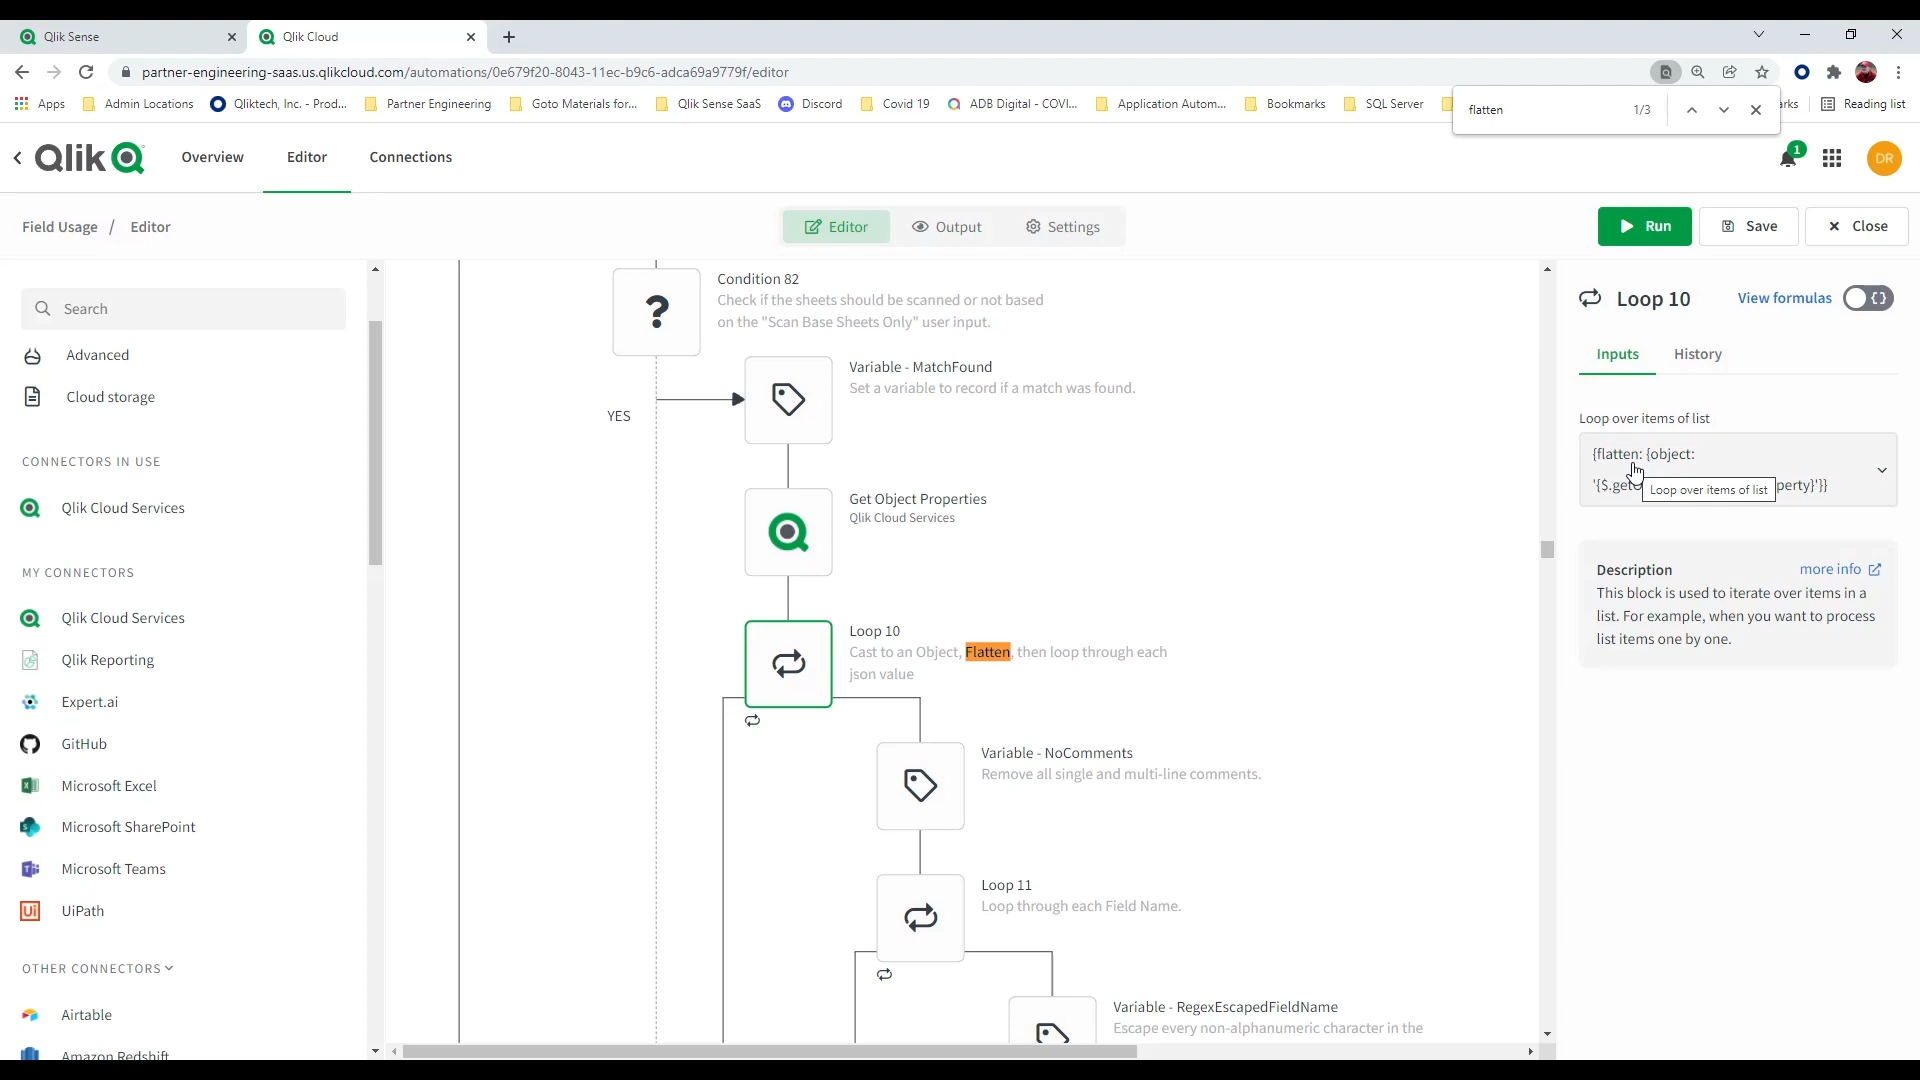 Qlik Sense
Qlik Cloud
partner-engineering-saas.us.qlikcloud.com/automations/0e679f20-8043-11ec-b9c6-adca69a9779f/editor
Apps
Admin Locations
Qliktech, Inc. - Prod...
Partner Engineering
Goto Materials for...
Qlik Sense SaaS
Discord
Covid 19
ADB Digital - COVI...
Application Autom...
Bookmarks
SQL Server
Reading list
flatten
1/3
Qlik
Overview
Editor
Connections
1
DR
Field Usage / Editor
Editor
Output
Settings
Run
Save
Close
Search
Advanced
Cloud storage
CONNECTORS IN USE
Qlik Cloud Services
MY CONNECTORS
Qlik Cloud Services
Qlik Reporting
Expert.ai
GitHub
Microsoft Excel
Microsoft SharePoint
Microsoft Teams
UiPath
OTHER CONNECTORS
Airtable
Amazon Redshift
Condition 82
Check if the sheets should be scanned or not based
on the "Scan Base Sheets Only" user input.
YES
Variable - MatchFound
Set a variable to record if a match was found.
Get Object Properties
Qlik Cloud Services
Loop 10
Cast to an Object, Flatten, then loop through each
json value
Variable - NoComments
Remove all single and multi-line comments.
Loop 11
Loop through each Field Name.
Variable - RegexEscapedFieldName
Escape every non-alphanumeric character in the
Loop 10
View formulas
{}
Inputs
History
Loop over items of list
{flatten: {object:
Loop over items of list
perty}'}}
Description
more info
This block is used to iterate over items in a
list. For example, when you want to process
list items one by one.